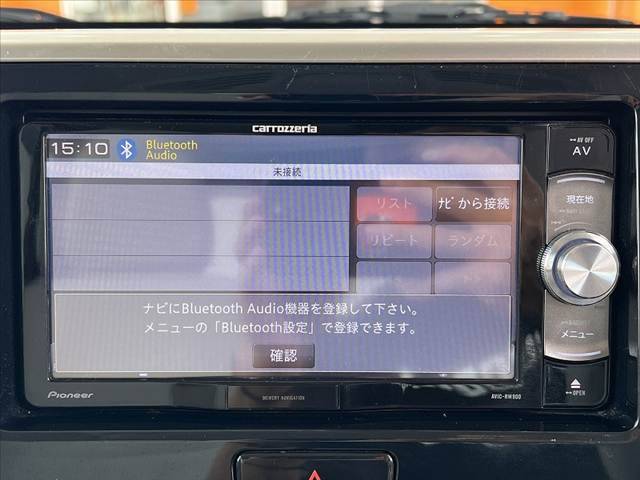 carrozzeria
15:10
Bluetooth
Audio
未接続
リスト
ﾅﾋﾞから接続
リピート
ランダム
ナビにBluetooth Audio機器を登録して下さい。
メニューの「Bluetooth設定」で登録できます。
確認
AV OFF
AV
現在地
メニュー
OPEN
Pioneer
AVIC-RW900